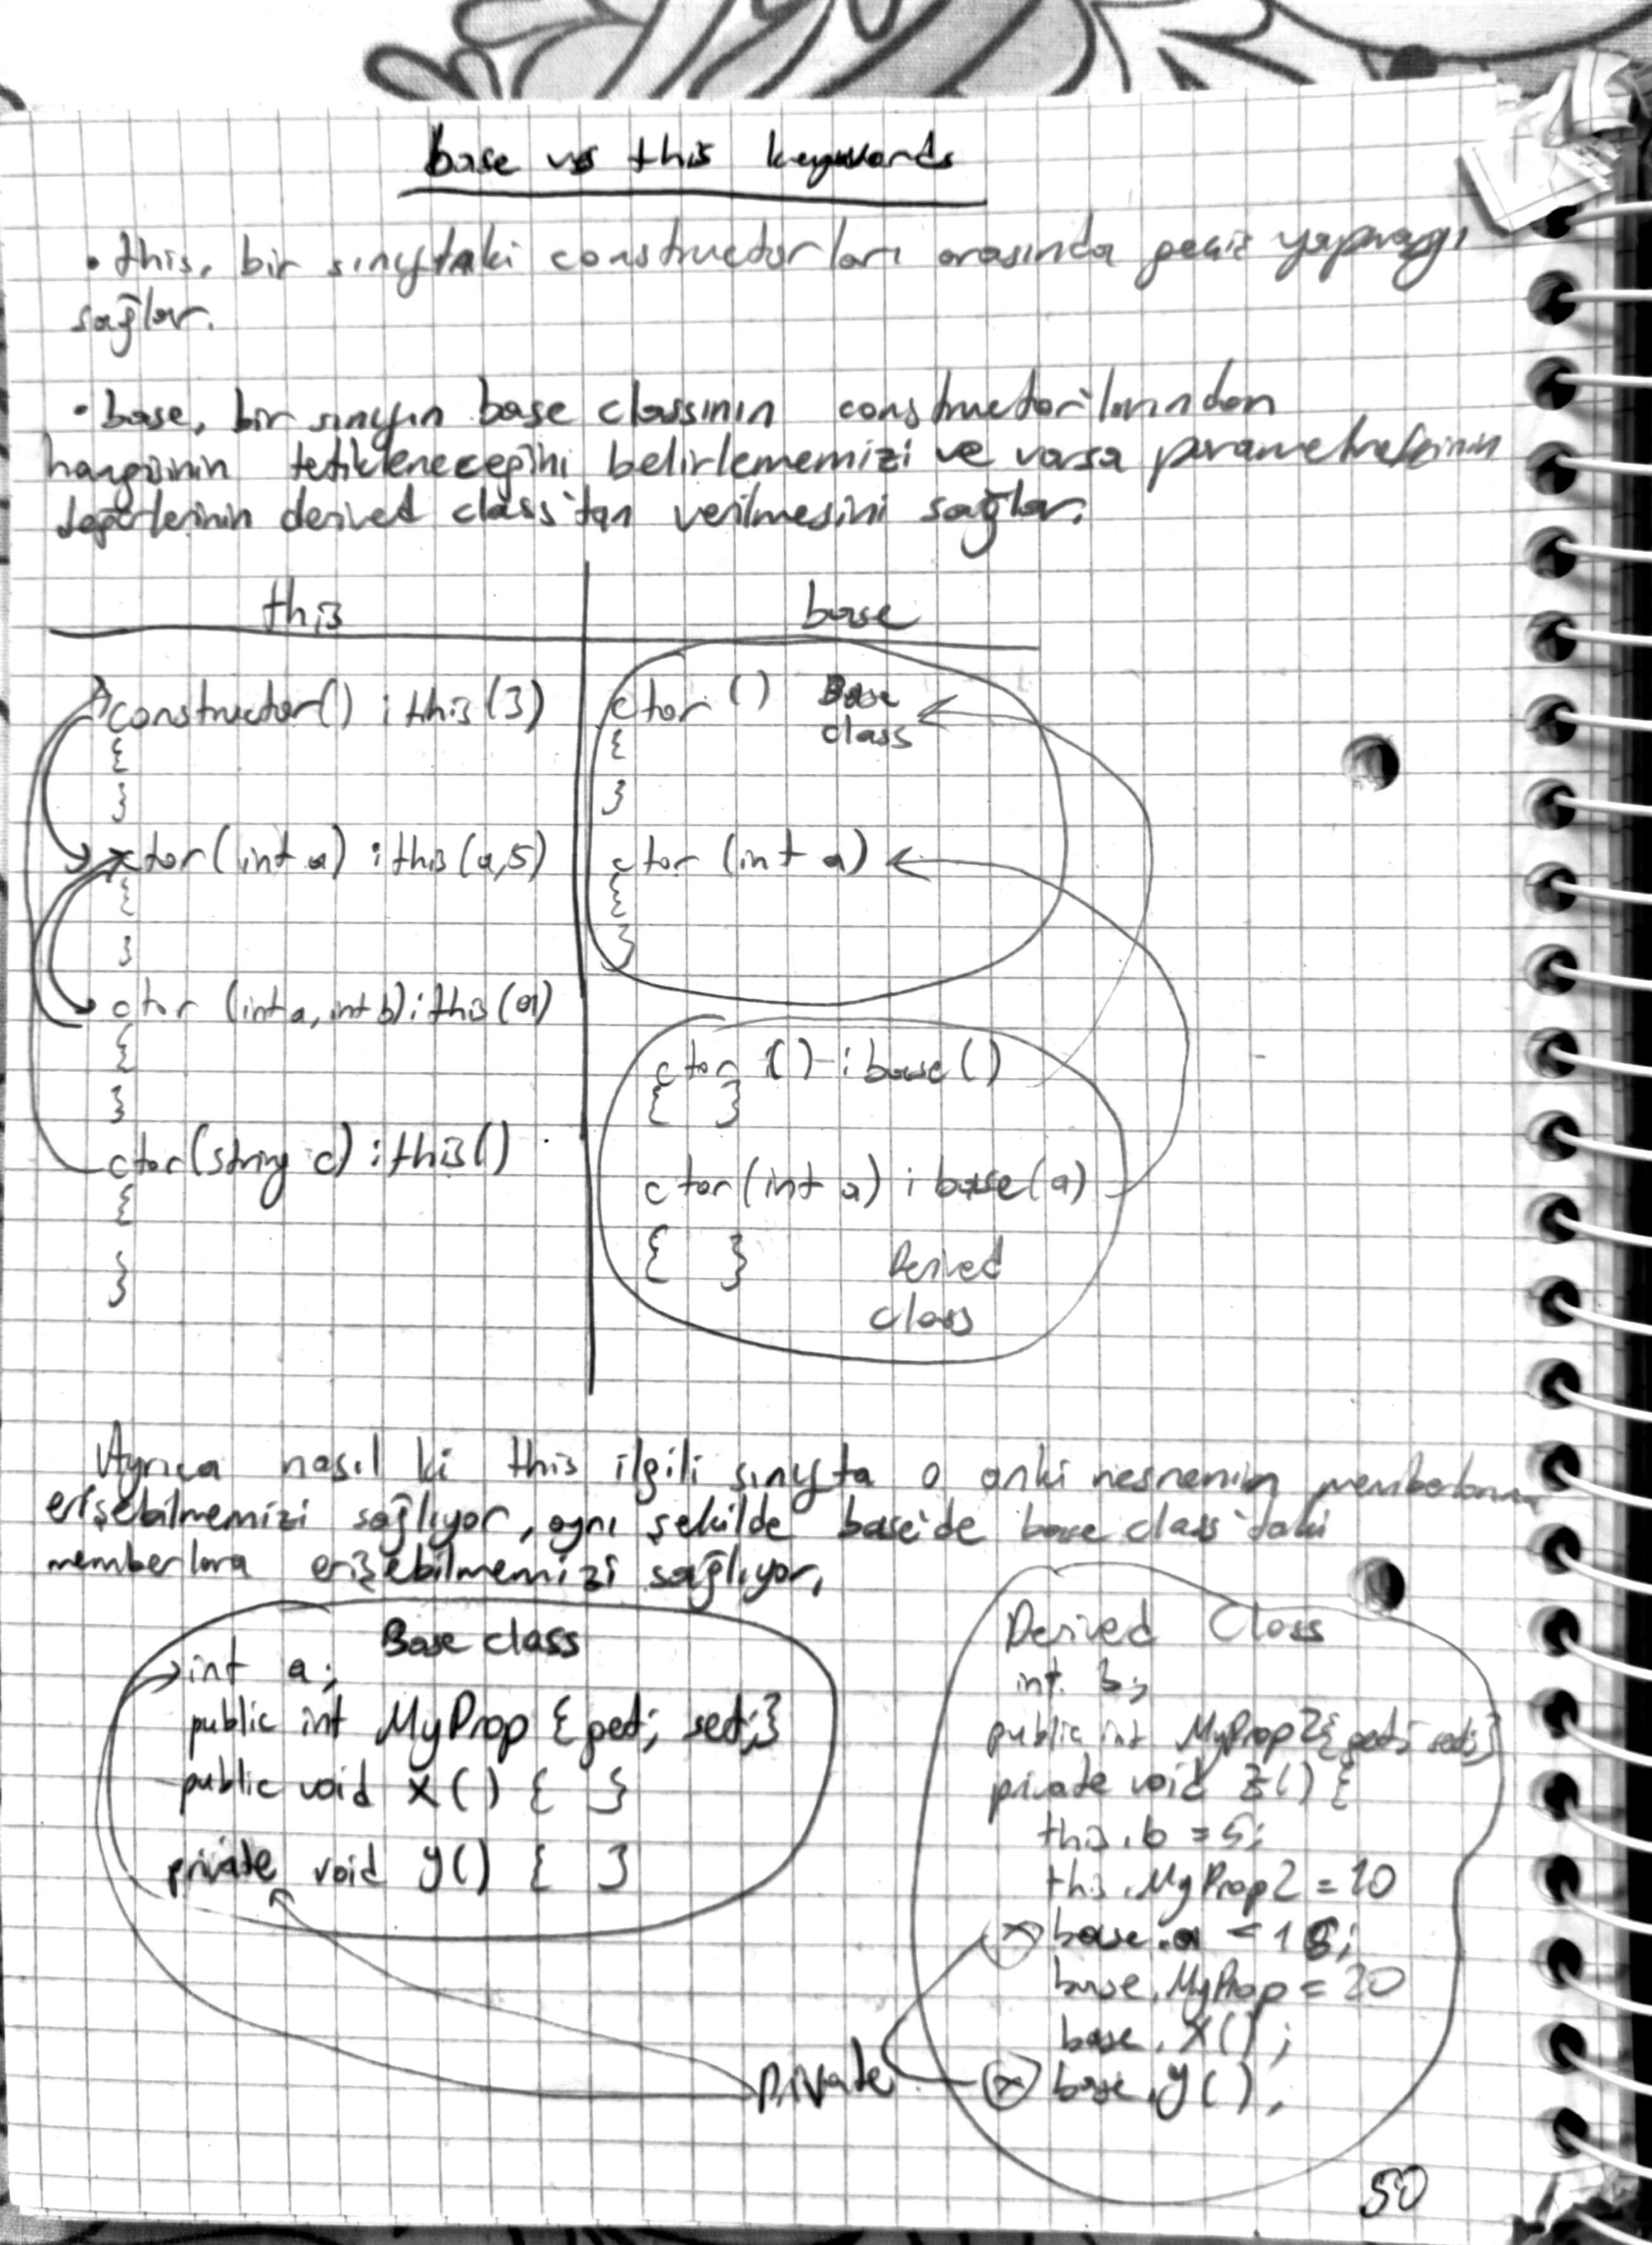 base vs this keywords
• this, bir sınıftaki constructorları arasında geçiş yapmayı
sağlar.
• base, bir sınıfın base classının constructor'larından
hangisinin tetikleneceğini belirlememizi ve varsa parametrelerinin
değerlerinin derived class'tan verilmesini sağlar.
this
constructor() : this(3)
{
}
ctor(int a) : this(a,5)
{
}
ctor (int a, int b) : this(a)
{
}
ctor(string c) : this()
{
}
base
ctor () Base
class
{
}
ctor (int a)
{
}
ctor () : base()
{ }
ctor(int a) : base(a)
{ } Derived
class
Ayrıca nasıl ki this ilgili sınıfta o anki nesnenin memberlarına
erişebilmemizi sağlıyor, aynı şekilde base'de base class'taki
memberlara erişebilmemizi sağlıyor.
Base class
int a;
public int MyProp {get; set;}
public void X() { }
private void Y() { }
Derived Class
int b;
public int MyProp2{get; set;}
private void Z() {
this.b = 5;
this.MyProp2 = 10
base.a = 15;
base.MyProp = 20
base.X();
base.Y();
private
50